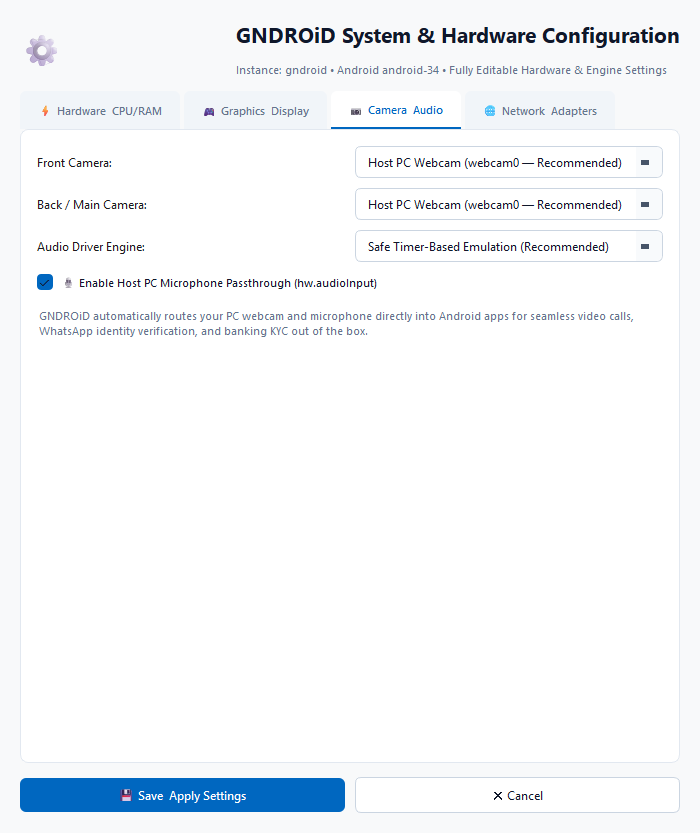 GNDROiD System & Hardware Configuration
Instance: gndroid • Android android-34 • Fully Editable Hardware & Engine Settings
Hardware CPU/RAM
Graphics Display
Camera Audio
Network Adapters
Front Camera:
Host PC Webcam (webcam0 — Recommended)
Back / Main Camera:
Host PC Webcam (webcam0 — Recommended)
Audio Driver Engine:
Safe Timer-Based Emulation (Recommended)
Enable Host PC Microphone Passthrough (hw.audioInput)
GNDROiD automatically routes your PC webcam and microphone directly into Android apps for seamless video calls,
WhatsApp identity verification, and banking KYC out of the box.
Save Apply Settings
✕ Cancel